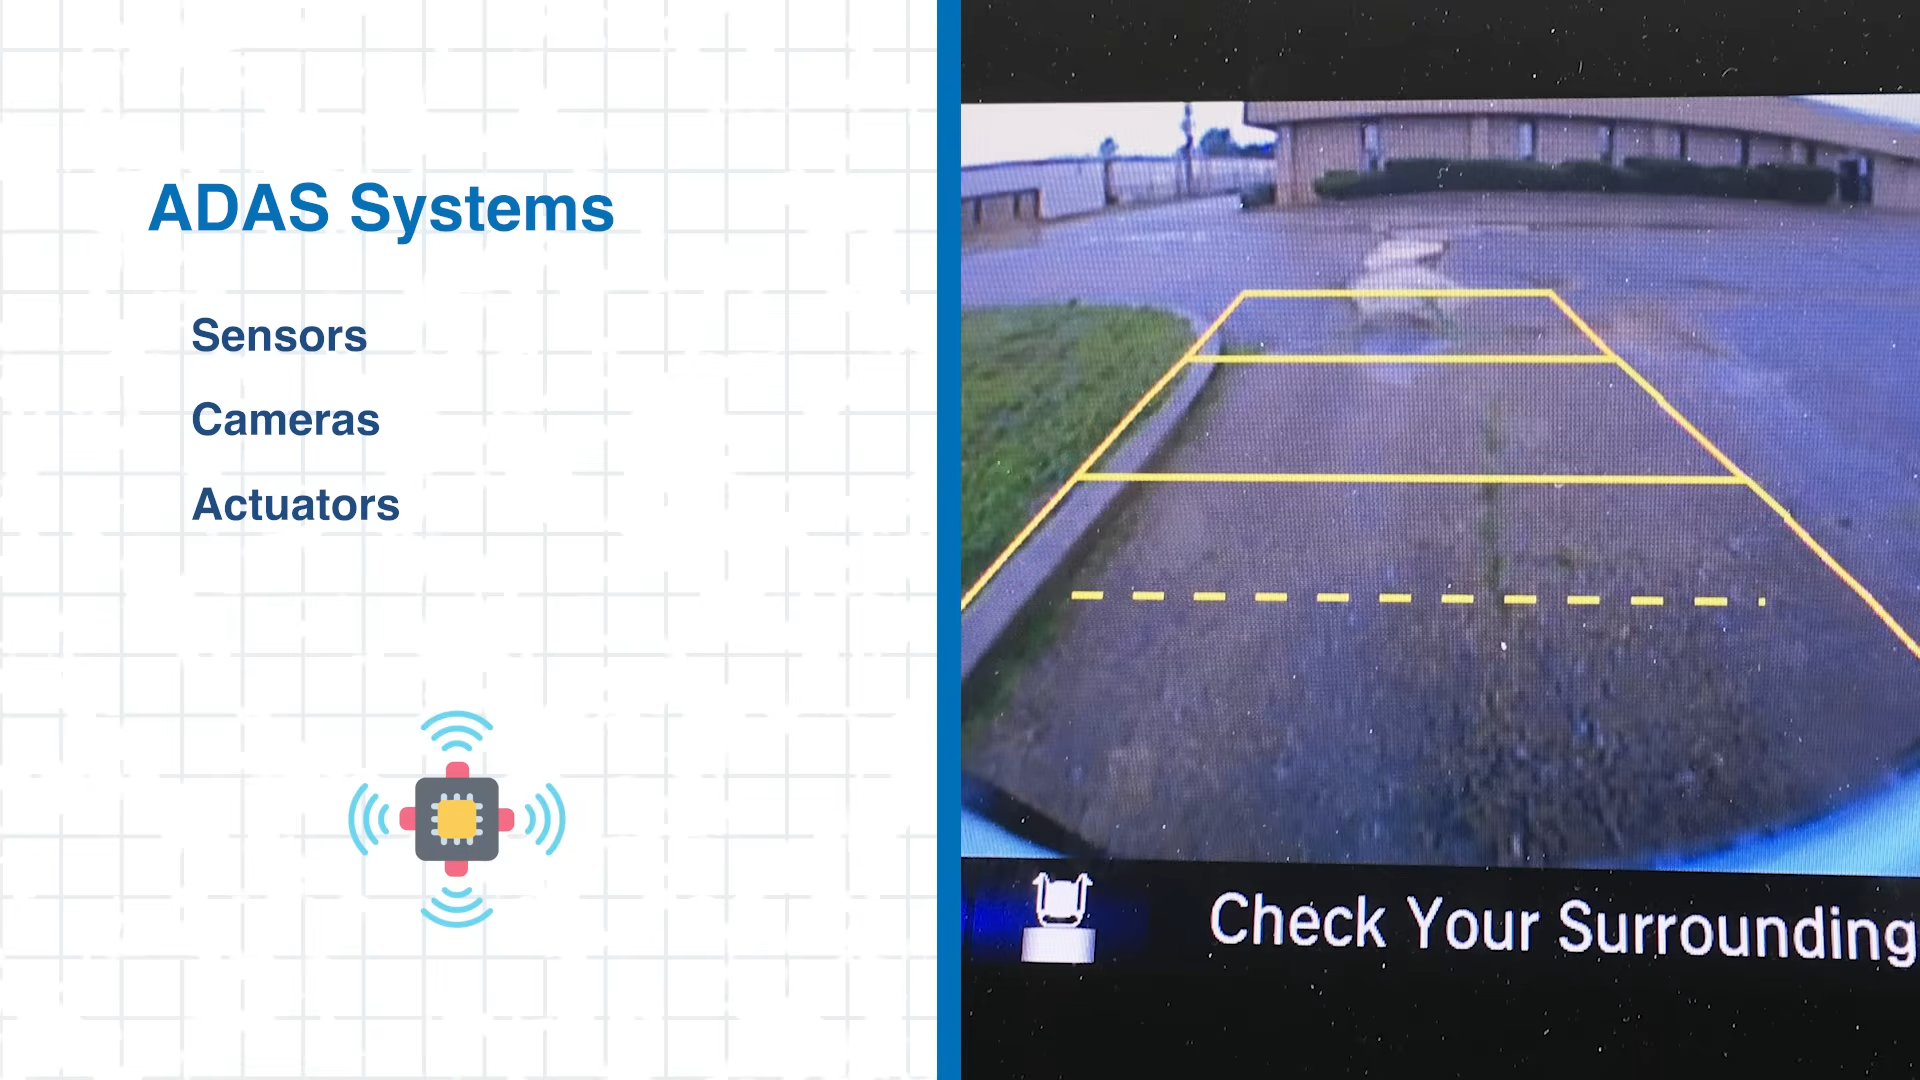 ADAS Systems
Sensors
Cameras
Actuators
Check Your Surrounding